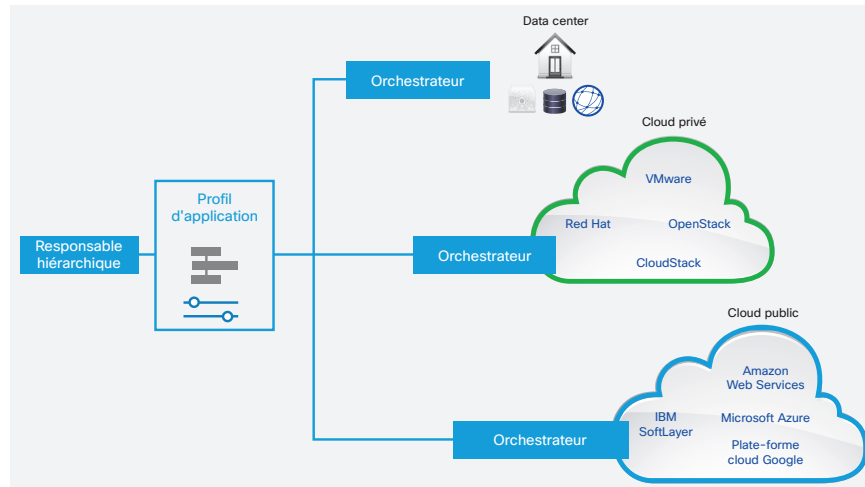 Data center
Orchestrateur
Cloud privé
VMware
Profil
d'application
Red Hat
OpenStack
Responsable
hiérarchique
Orchestrateur
CloudStack
Cloud public
Amazon
Web Services
IBM
SoftLayer
Microsoft Azure
Orchestrateur
Plate-forme
cloud Google